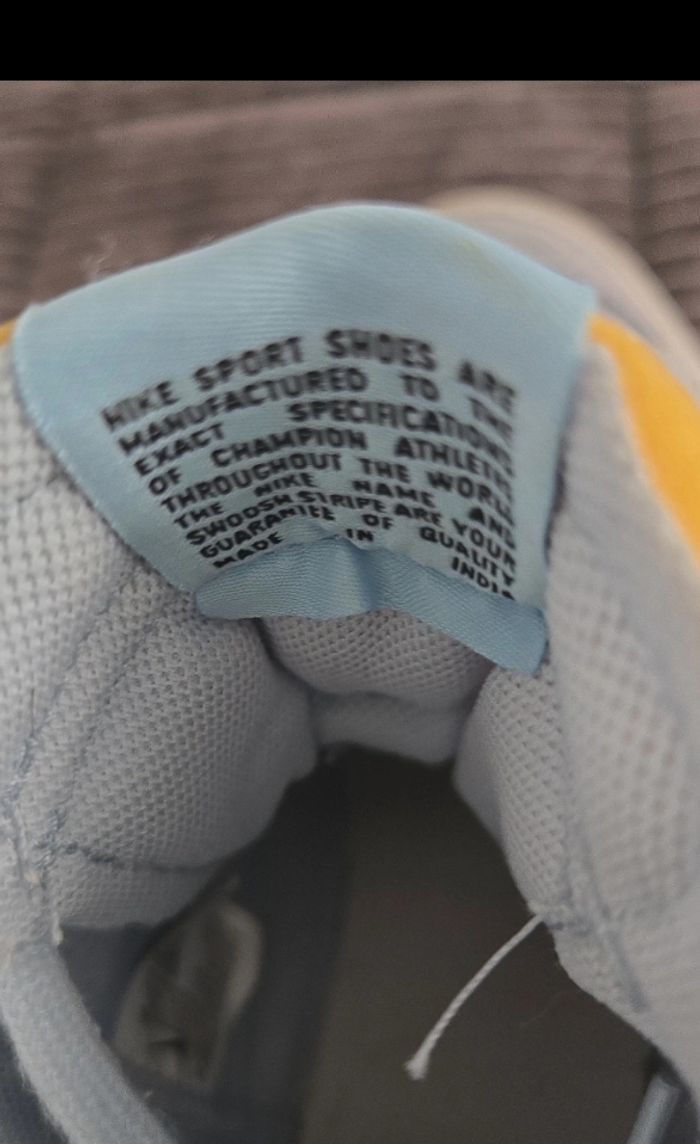 NIKE SPORT SHOES ARE
MANUFACTURED TO THE
EXACT SPECIFICATIONS
OF CHAMPION ATHLETES
THROUGHOUT THE WORLD
THE NIKE NAME AND
SWOOSH STRIPE ARE YOUR
GUARANTEE OF QUALITY
MADE IN INDIA